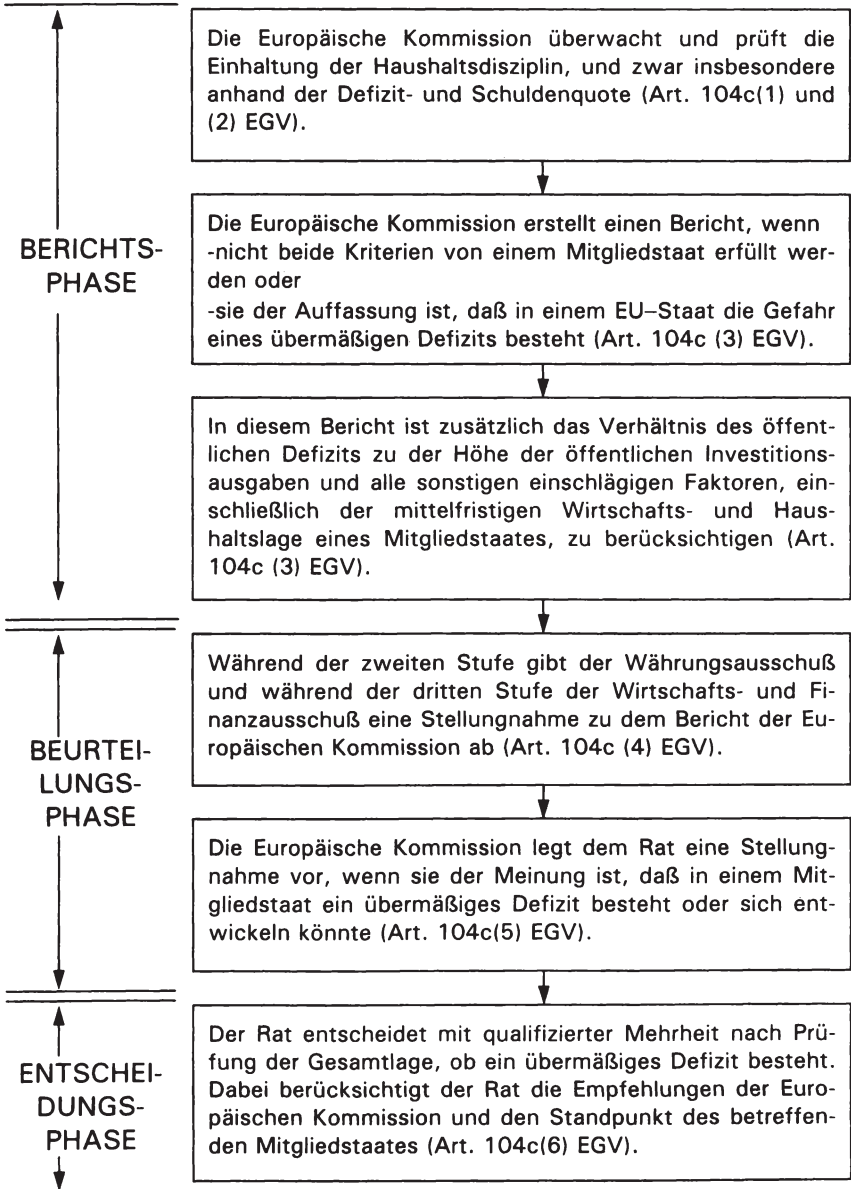 Die Europäische Kommission überwacht und prüft die
Einhaltung der Haushaltsdisziplin, und zwar insbesondere
anhand der Defizit- und Schuldenquote (Art. 104c(1) und
(2) EGV).
BERICHTS-
PHASE
Die Europäische Kommission erstellt einen Bericht, wenn
-nicht beide Kriterien von einem Mitgliedstaat erfüllt wer-
den oder
-sie der Auffassung ist, daß in einem EU–Staat die Gefahr
eines übermäßigen Defizits besteht (Art. 104c (3) EGV).
In diesem Bericht ist zusätzlich das Verhältnis des öffent-
lichen Defizits zu der Höhe der öffentlichen Investitions-
ausgaben und alle sonstigen einschlägigen Faktoren, ein-
schließlich der mittelfristigen Wirtschafts- und Haus-
haltslage eines Mitgliedstaates, zu berücksichtigen (Art.
104c (3) EGV).
BEURTEI-
LUNGS-
PHASE
Während der zweiten Stufe gibt der Währungsausschuß
und während der dritten Stufe der Wirtschafts- und Fi-
nanzausschuß eine Stellungnahme zu dem Bericht der Eu-
ropäischen Kommission ab (Art. 104c (4) EGV).
Die Europäische Kommission legt dem Rat eine Stellung-
nahme vor, wenn sie der Meinung ist, daß in einem Mit-
gliedstaat ein übermäßiges Defizit besteht oder sich ent-
wickeln könnte (Art. 104c(5) EGV).
ENTSCHEI-
DUNGS-
PHASE
Der Rat entscheidet mit qualifizierter Mehrheit nach Prü-
fung der Gesamtlage, ob ein übermäßiges Defizit besteht.
Dabei berücksichtigt der Rat die Empfehlungen der Euro-
päischen Kommission und den Standpunkt des betreffen-
den Mitgliedstaates (Art. 104c(6) EGV).